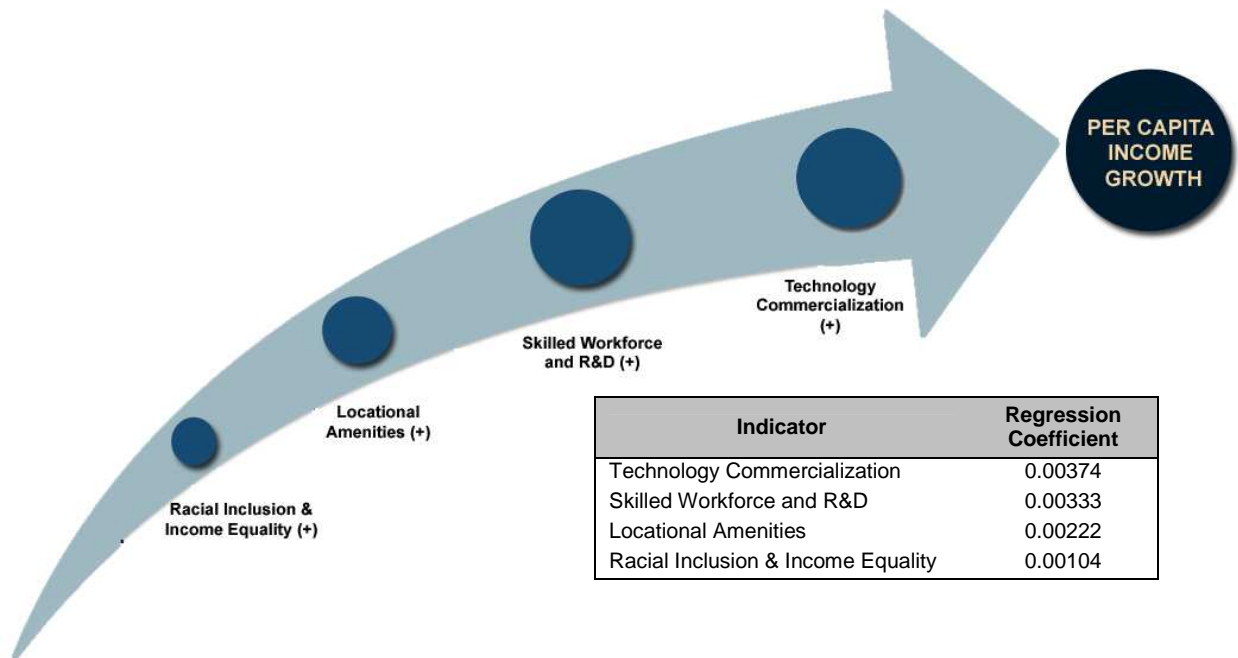 PER CAPITA
INCOME
GROWTH
Technology
Commercialization
(+)
Skilled Workforce
and R&D (+)
Locational
Amenities (+)
Racial Inclusion &
Income Equality (+)
Indicator Regression
Coefficient
Technology Commercialization 0.00374
Skilled Workforce and R&D 0.00333
Locational Amenities 0.00222
Racial Inclusion & Income Equality 0.00104